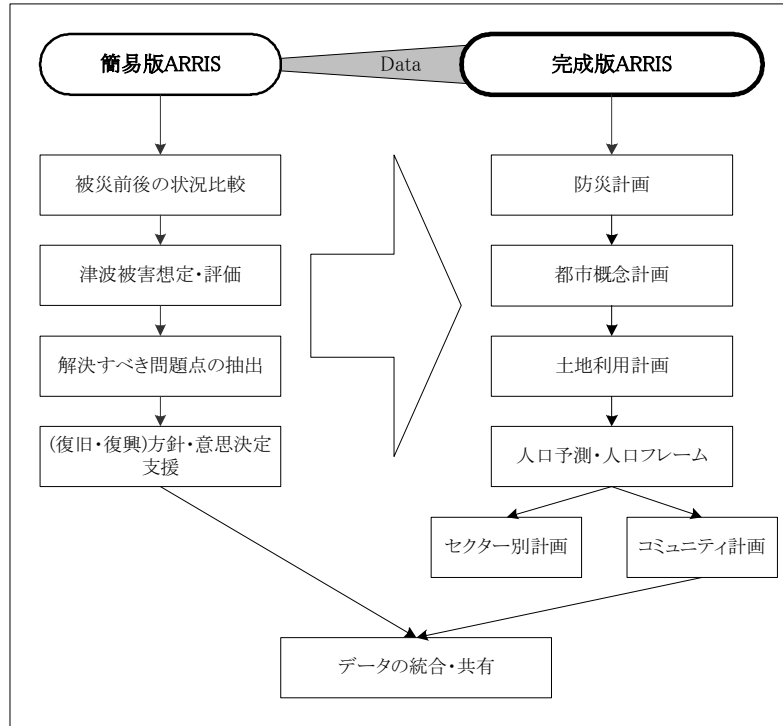 簡易版ARRIS
Data
完成版ARRIS
被災前後の状況比較
津波被害想定・評価
解決すべき問題点の抽出
(復旧・復興)方針・意思決定
支援
防災計画
都市概念計画
土地利用計画
人口予測・人口フレーム
セクター別計画
コミュニティ計画
データの統合・共有